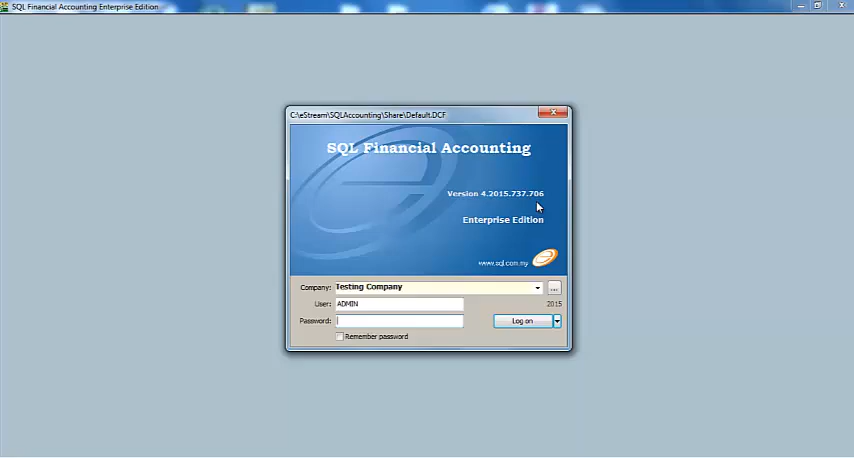 SQL Financial Accounting Enterprise Edition
C:\eStream\SQLAccounting\Share\Default.DCF
SQL Financial Accounting
Version 4.2015.737.706
Enterprise Edition
www.sql.com.my
Company: Testing Company ...
User: ADMIN 2015
Password: Log on
Remember password